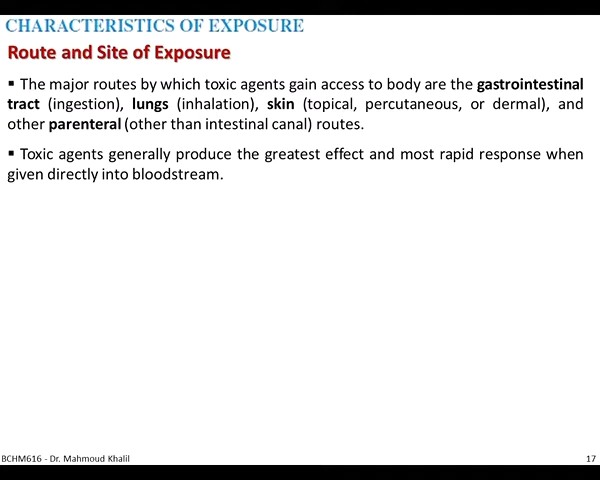 CHARACTERISTICS OF EXPOSURE
Route and Site of Exposure
▪ The major routes by which toxic agents gain access to body are the gastrointestinal
tract (ingestion), lungs (inhalation), skin (topical, percutaneous, or dermal), and
other parenteral (other than intestinal canal) routes.
▪ Toxic agents generally produce the greatest effect and most rapid response when
given directly into bloodstream.
BCHM616 - Dr. Mahmoud Khalil
17